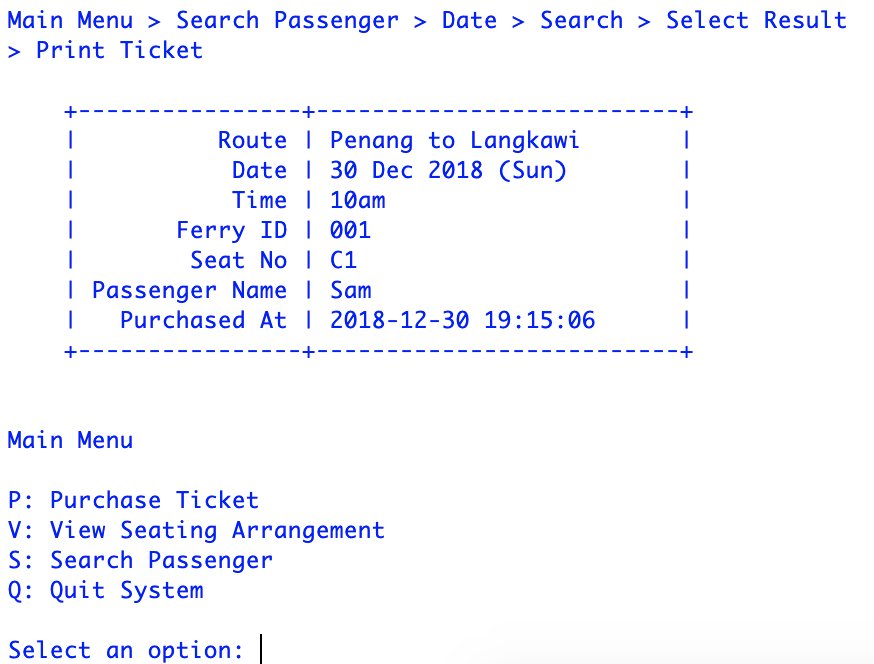 Main Menu > Search Passenger > Date > Search > Select Result
> Print Ticket
+----------------+--------------------------+
|          Route | Penang to Langkawi       |
|           Date | 30 Dec 2018 (Sun)        |
|           Time | 10am                     |
|       Ferry ID | 001                      |
|        Seat No | C1                       |
| Passenger Name | Sam                      |
|   Purchased At | 2018-12-30 19:15:06      |
+----------------+--------------------------+
Main Menu
P: Purchase Ticket
V: View Seating Arrangement
S: Search Passenger
Q: Quit System
Select an option: